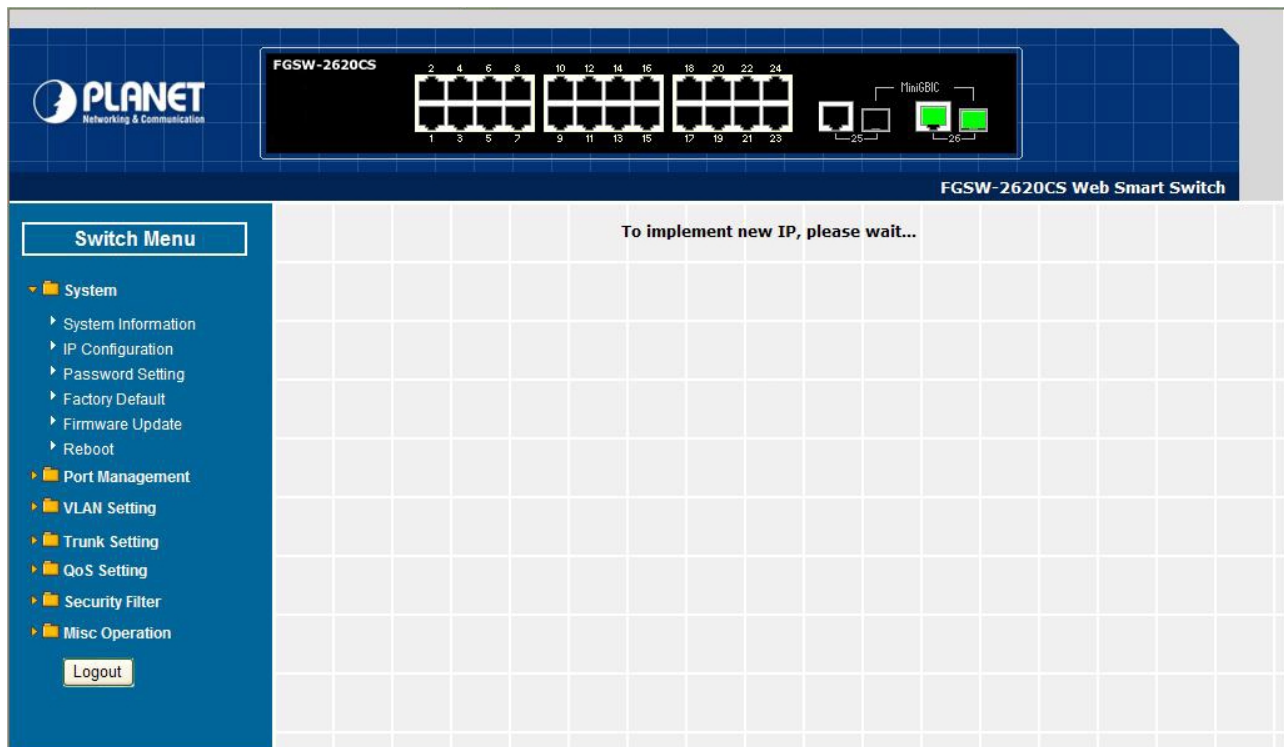 PLANET
Networking & Communication
FGSW-2620CS
2 4 6 8 10 12 14 16 18 20 22 24
MiniGBIC
1 3 5 7 9 11 13 15 17 19 21 23
25 26
FGSW-2620CS Web Smart Switch
Switch Menu
System
System Information
IP Configuration
Password Setting
Factory Default
Firmware Update
Reboot
Port Management
VLAN Setting
Trunk Setting
QoS Setting
Security Filter
Misc Operation
Logout
To implement new IP, please wait...